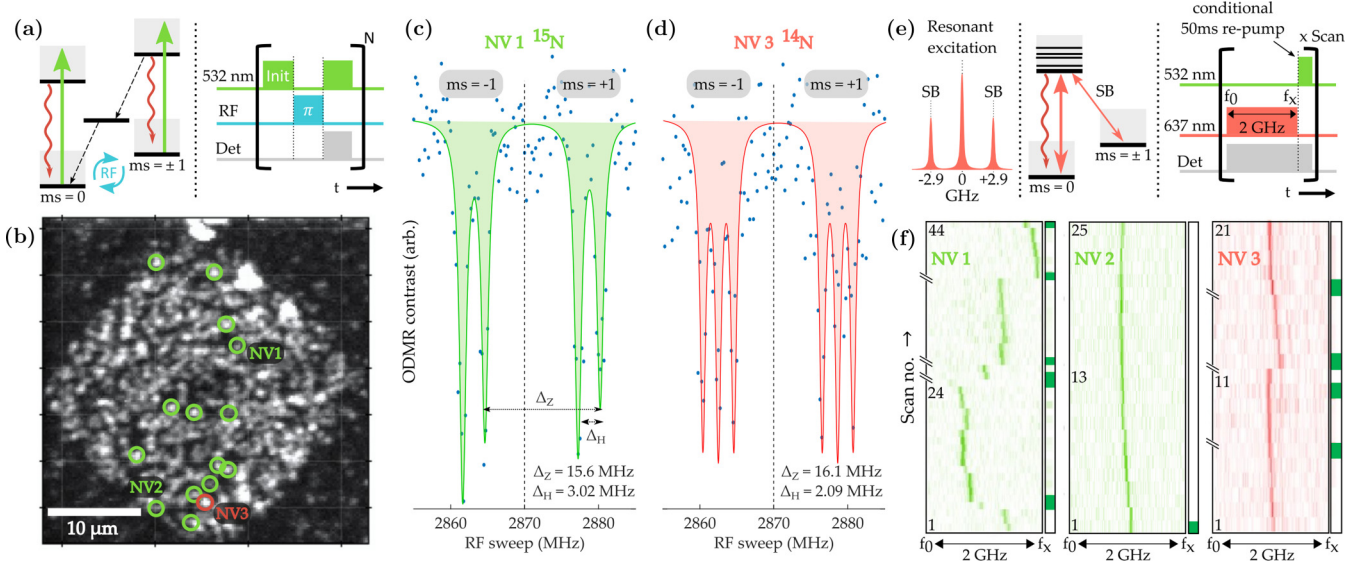 (a)
532 nm
Init
RF
π
Det
N
t
ms = 0
ms = ± 1
RF
(b)
NV1
NV2
NV3
10 µm
(c)
NV 1 ¹⁵N
ms = -1
ms = +1
ODMR contrast (arb.)
Δ_Z
Δ_H
Δ_Z = 15.6 MHz
Δ_H = 3.02 MHz
2860
2870
2880
RF sweep (MHz)
(d)
NV 3 ¹⁴N
ms = -1
ms = +1
Δ_Z = 16.1 MHz
Δ_H = 2.09 MHz
2860
2870
2880
RF sweep (MHz)
(e)
Resonant
excitation
SB
SB
-2.9
0
+2.9
GHz
SB
ms = 0
ms = ± 1
conditional
50ms re-pump
x Scan
532 nm
f₀
fₓ
637 nm
2 GHz
Det
t
(f)
Scan no. →
44
NV 1
24
1
f₀
2 GHz
fₓ
25
NV 2
13
1
f₀
2 GHz
fₓ
21
NV 3
11
1
f₀
2 GHz
fₓ